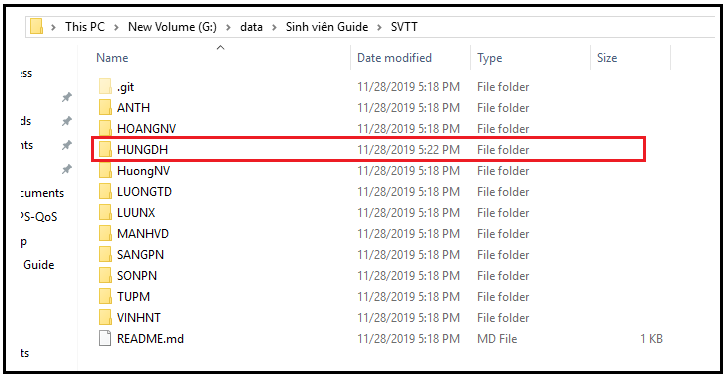 This PC > New Volume (G:) > data > Sinh viên Guide > SVTT
Name Date modified Type Size
.git 11/28/2019 5:18 PM File folder
ess ANTH 11/28/2019 5:18 PM File folder
HOANGNV 11/28/2019 5:18 PM File folder
ds HUNGDH 11/28/2019 5:22 PM File folder
nts HuongNV 11/28/2019 5:18 PM File folder
LUONGTD 11/28/2019 5:18 PM File folder
cuments LUUNX 11/28/2019 5:18 PM File folder
PS-QoS MANHVD 11/28/2019 5:18 PM File folder
p SANGPN 11/28/2019 5:18 PM File folder
Guide SONPN 11/28/2019 5:18 PM File folder
TUPM 11/28/2019 5:18 PM File folder
VINHNT 11/28/2019 5:18 PM File folder
README.md 11/28/2019 5:18 PM MD File 1 KB
ts